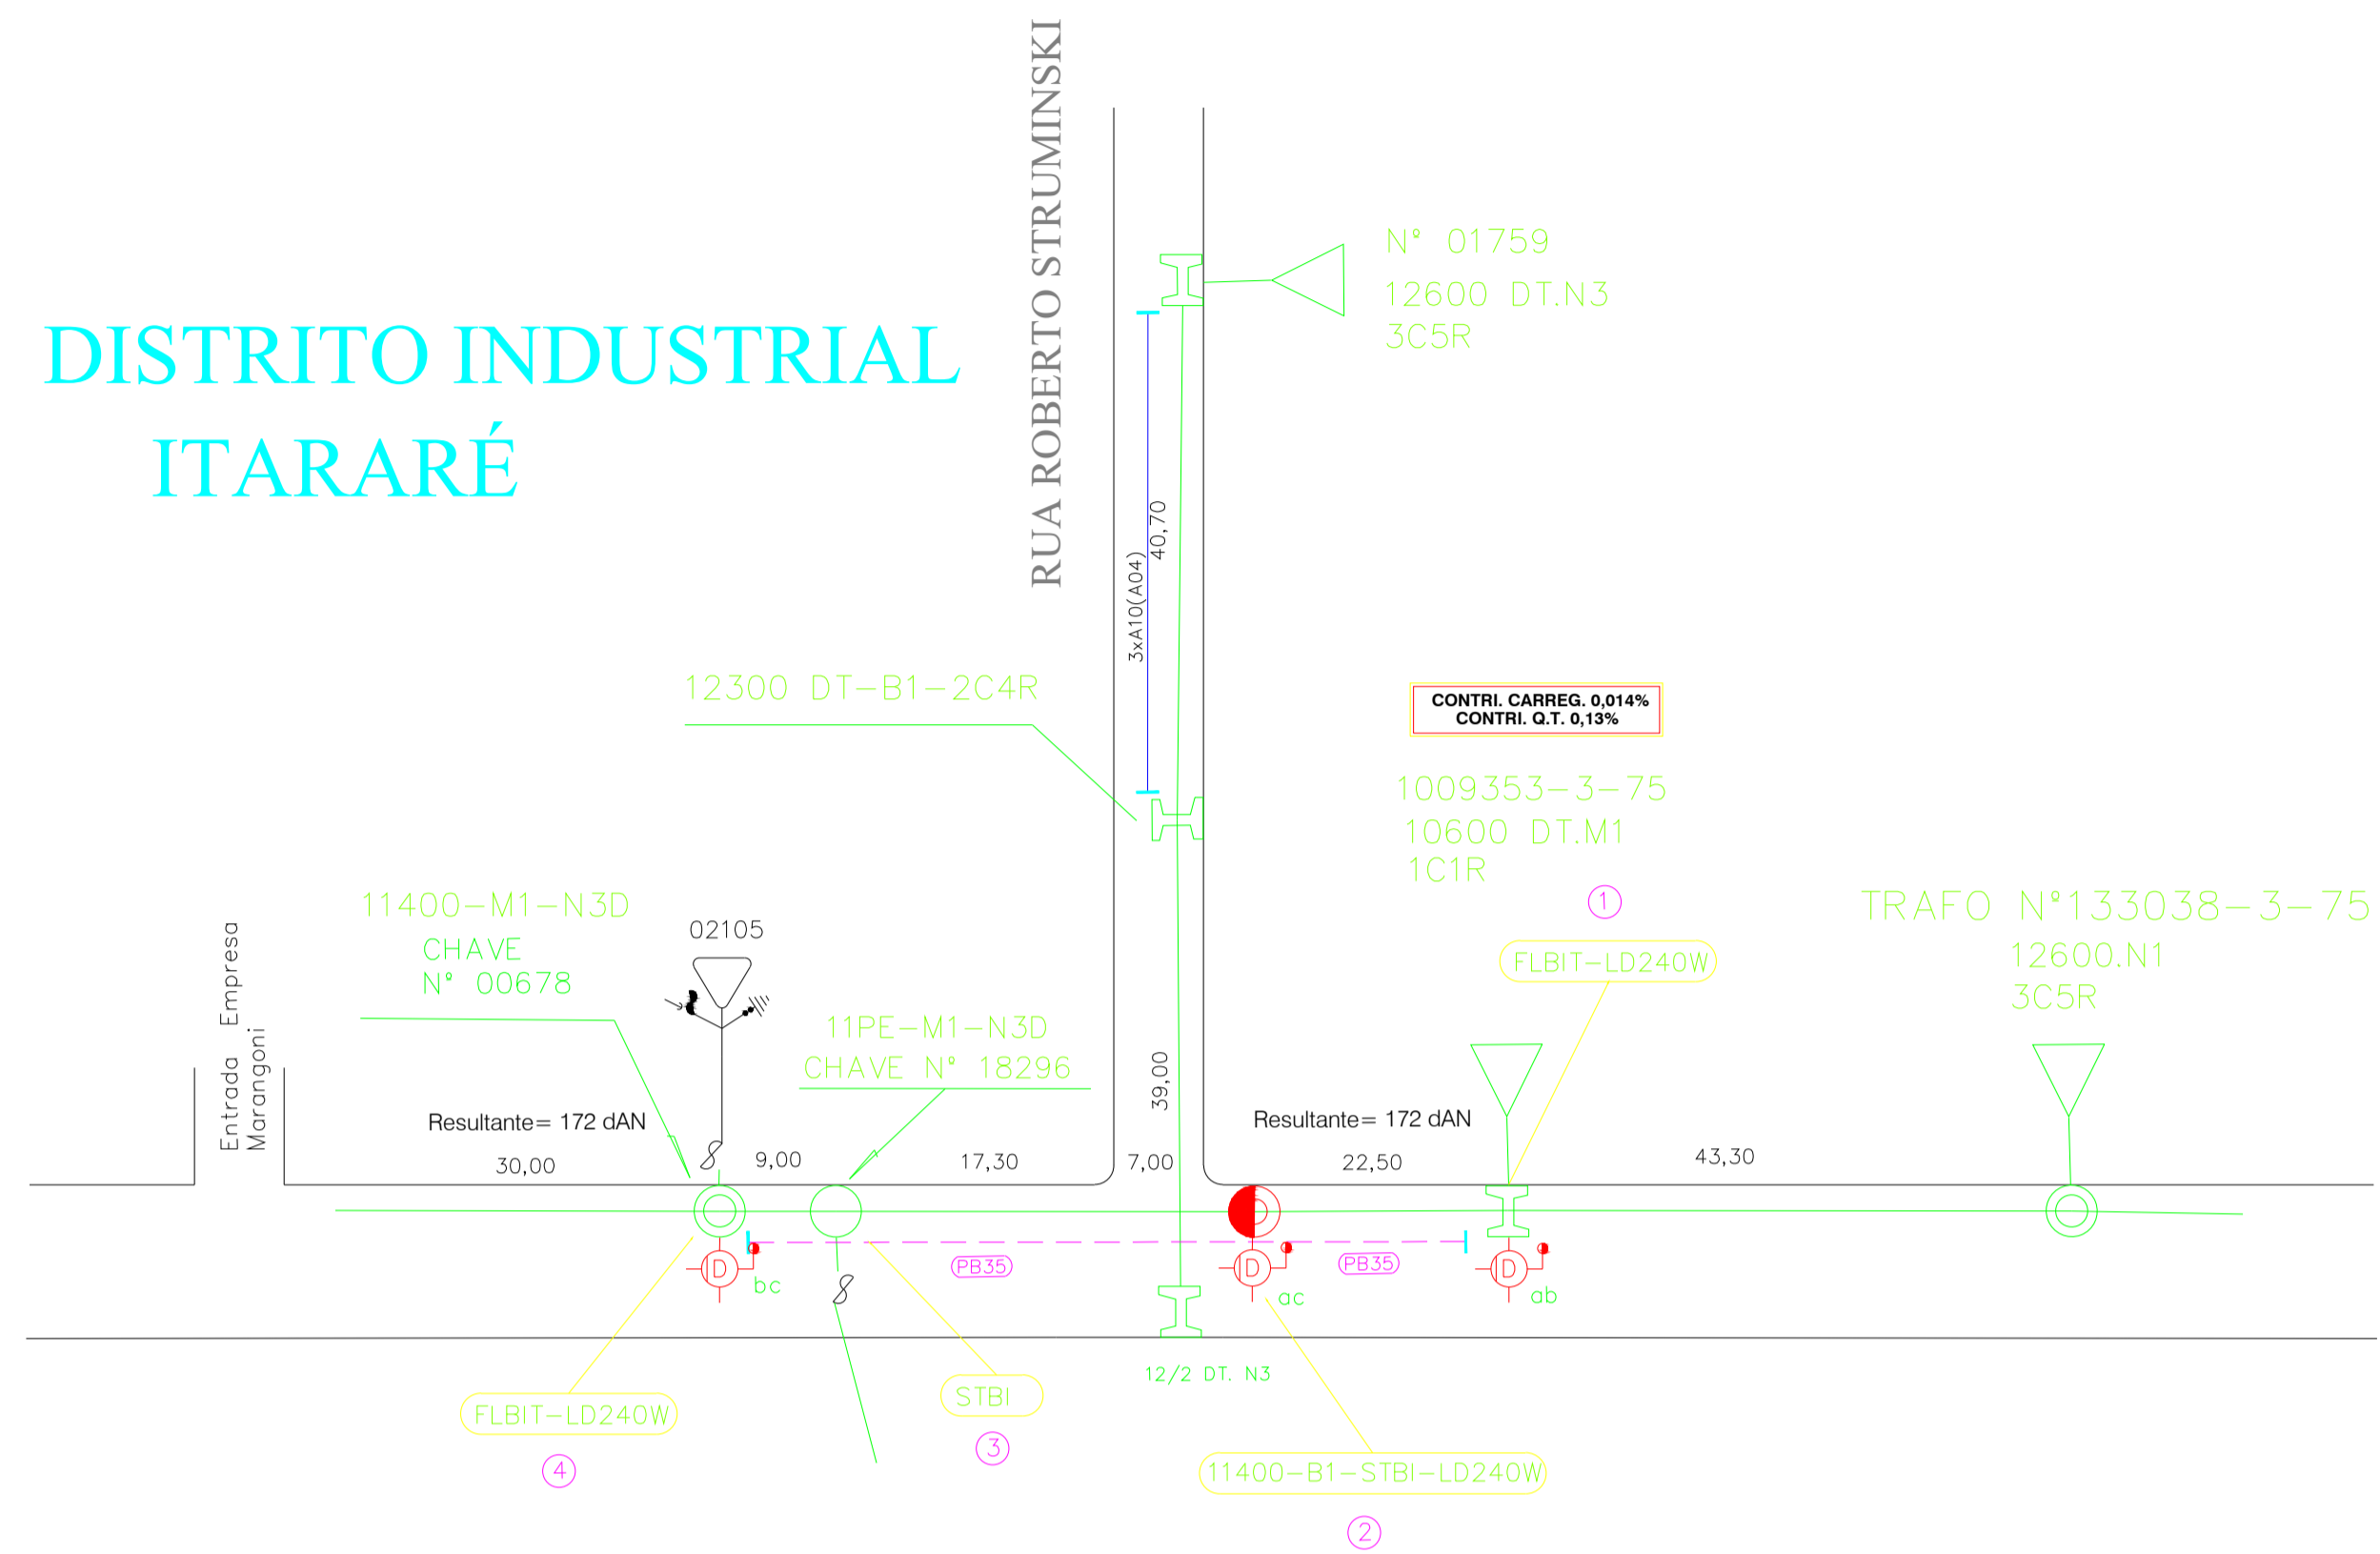 RUA ROBERTO STRUMINSKI
Nº 01759
12600 DT.N3
3C5R
DISTRITO INDUSTRIAL
ITARARÉ
3xA10(A04)
40,70
12300 DT-B1-2C4R
CONTRI. CARREG. 0,014%
CONTRI. Q.T. 0,13%
1009353-3-75
10600 DT.M1
1C1R
1
TRAFO Nº133038-3-75
12600.N1
3C5R
FLBIT-LD240W
11400-M1-N3D
CHAVE
Nº 00678
02105
11PE-M1-N3D
CHAVE Nº 18296
Entrada Empresa
Marangoni
39,00
Resultante= 172 dAN
Resultante= 172 dAN
30,00
9,00
17,30
7,00
22,50
43,30
D
bc
PB35
D
ac
PB35
D
ab
12/2 DT. N3
FLBIT-LD240W
4
STBI
3
11400-B1-STBI-LD240W
2